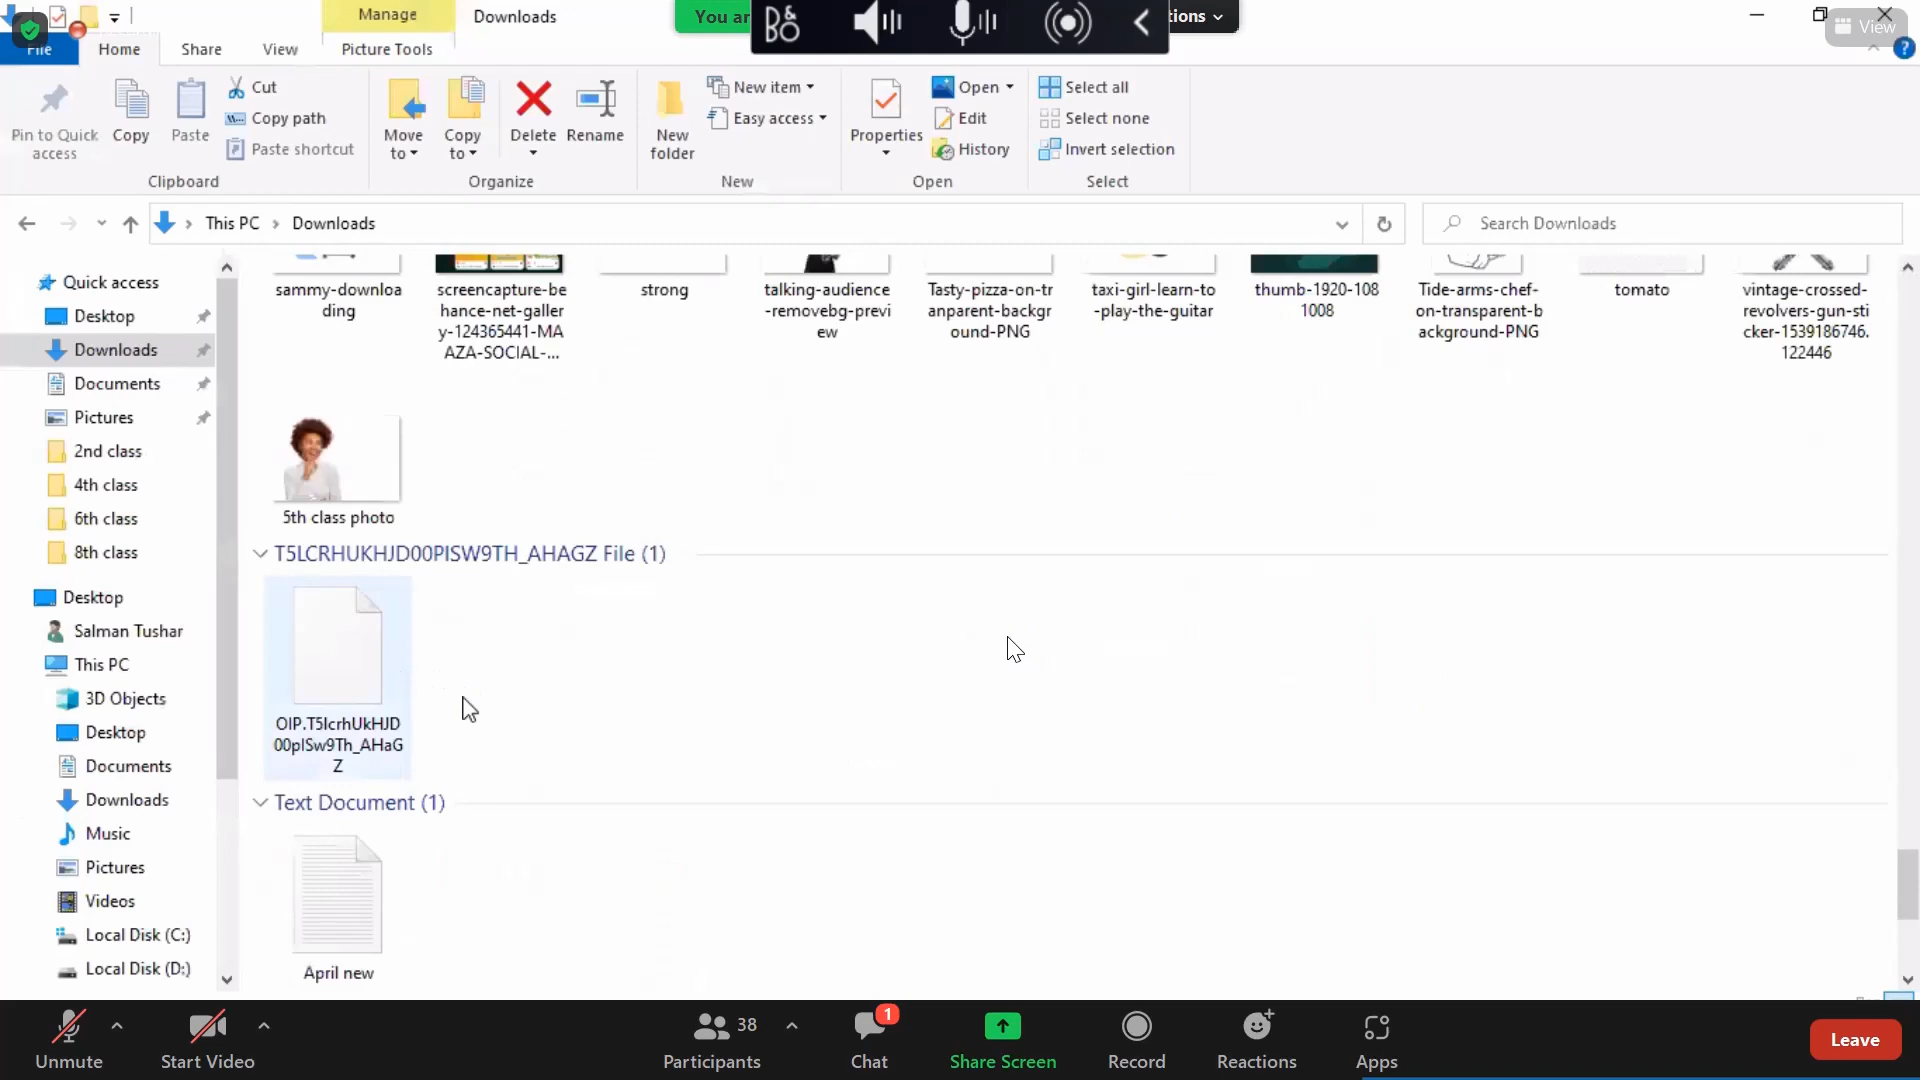 Manage
Downloads
You ar
tions
View
File
Home
Share
View
Picture Tools
Pin to Quick
access
Copy
Paste
Cut
Copy path
Paste shortcut
Clipboard
Move
to
Copy
to
Delete
Rename
Organize
New
folder
New item
Easy access
New
Properties
Open
Edit
History
Open
Select all
Select none
Invert selection
Select
This PC
Downloads
Search Downloads
Quick access
Desktop
Downloads
Documents
Pictures
2nd class
4th class
6th class
8th class
Desktop
Salman Tushar
This PC
3D Objects
Desktop
Documents
Downloads
Music
Pictures
Videos
Local Disk (C:)
Local Disk (D:)
sammy-downloa
ding
screencapture-be
hance-net-galler
y-124365441-MA
AZA-SOCIAL-...
strong
talking-audience
-removebg-previ
ew
Tasty-pizza-on-tr
anparent-backgr
ound-PNG
taxi-girl-learn-to
-play-the-guitar
thumb-1920-108
1008
Tide-arms-chef-
on-transparent-b
ackground-PNG
tomato
vintage-crossed-
revolvers-gun-sti
cker-1539186746.
122446
5th class photo
T5LCRHUKHJD00PISW9TH_AHAGZ File (1)
OIP.T5lcrhUkHJD
00pISw9Th_AHaG
Z
Text Document (1)
April new
Unmute
Start Video
38
Participants
1
Chat
Share Screen
Record
Reactions
Apps
Leave